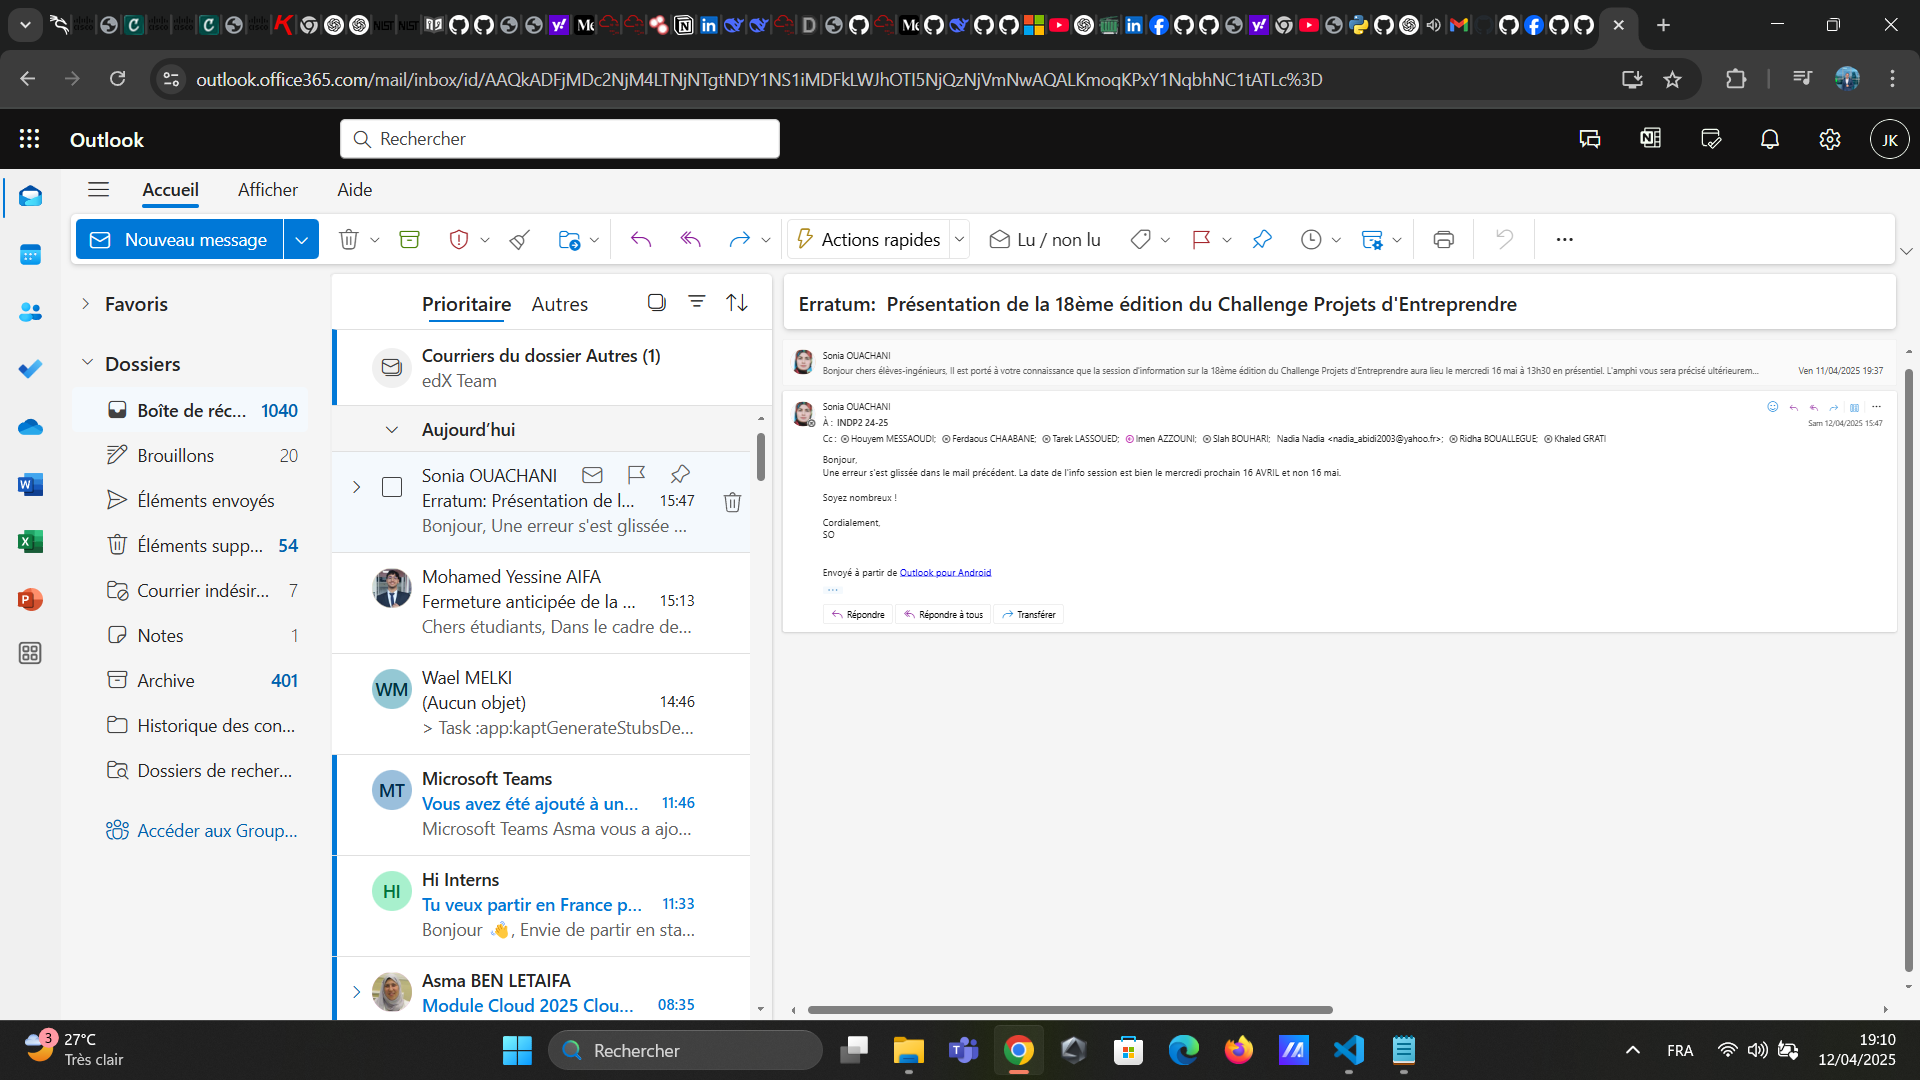 outlook.office365.com/mail/inbox/id/AAQkADFjMDc2NjM4LTNjNTgtNDY1NS1iMDFkLWJhOTI5NjQzNjVmNwAQALKmoqKPxY1NqbhNC1tATLc%3D
Outlook
Rechercher
JK
Accueil
Afficher
Aide
Nouveau message
Actions rapides
Lu / non lu
Favoris
Dossiers
Boîte de réc... 1040
Brouillons 20
Éléments envoyés
Éléments supp... 54
Courrier indésir... 7
Notes 1
Archive 401
Historique des con...
Dossiers de recher...
Accéder aux Group...
Prioritaire Autres
Courriers du dossier Autres (1)
edX Team
Aujourd'hui
Sonia OUACHANI
Erratum: Présentation de l... 15:47
Bonjour, Une erreur s'est glissée ...
Mohamed Yessine AIFA
Fermeture anticipée de la ... 15:13
Chers étudiants, Dans le cadre de...
WM
Wael MELKI
(Aucun objet) 14:46
> Task :app:kaptGenerateStubsDe...
MT
Microsoft Teams
Vous avez été ajouté à un... 11:46
Microsoft Teams Asma vous a ajo...
HI
Hi Interns
Tu veux partir en France p... 11:33
Bonjour 👋, Envie de partir en sta...
Asma BEN LETAIFA
Module Cloud 2025 Clou... 08:35
Erratum: Présentation de la 18ème édition du Challenge Projets d'Entreprendre
Sonia OUACHANI
Bonjour chers élèves-ingénieurs, Il est porté à votre connaissance que la session d'information sur la 18ème édition du Challenge Projets d'Entreprendre aura lieu le mercredi 16 mai à 13h30 en présentiel. L'amphi vous sera précisé ultérieurem... Ven 11/04/2025 19:37
Sonia OUACHANI
À : INDP2 24-25
Sam 12/04/2025 15:47
Cc : Houyem MESSAOUDI; Ferdaous CHAABANE; Tarek LASSOUED; Imen AZZOUNI; Slah BOUHARI; Nadia Nadia <nadia_abidi2003@yahoo.fr>; Ridha BOUALLEGUE; Khaled GRATI
Bonjour,
Une erreur s'est glissée dans le mail précédent. La date de l'info session est bien le mercredi prochain 16 AVRIL et non 16 mai.
Soyez nombreux !
Cordialement,
SO
Envoyé à partir de Outlook pour Android
Répondre Répondre à tous Transférer
3
27°C
Très clair
Rechercher
FRA
19:10
12/04/2025